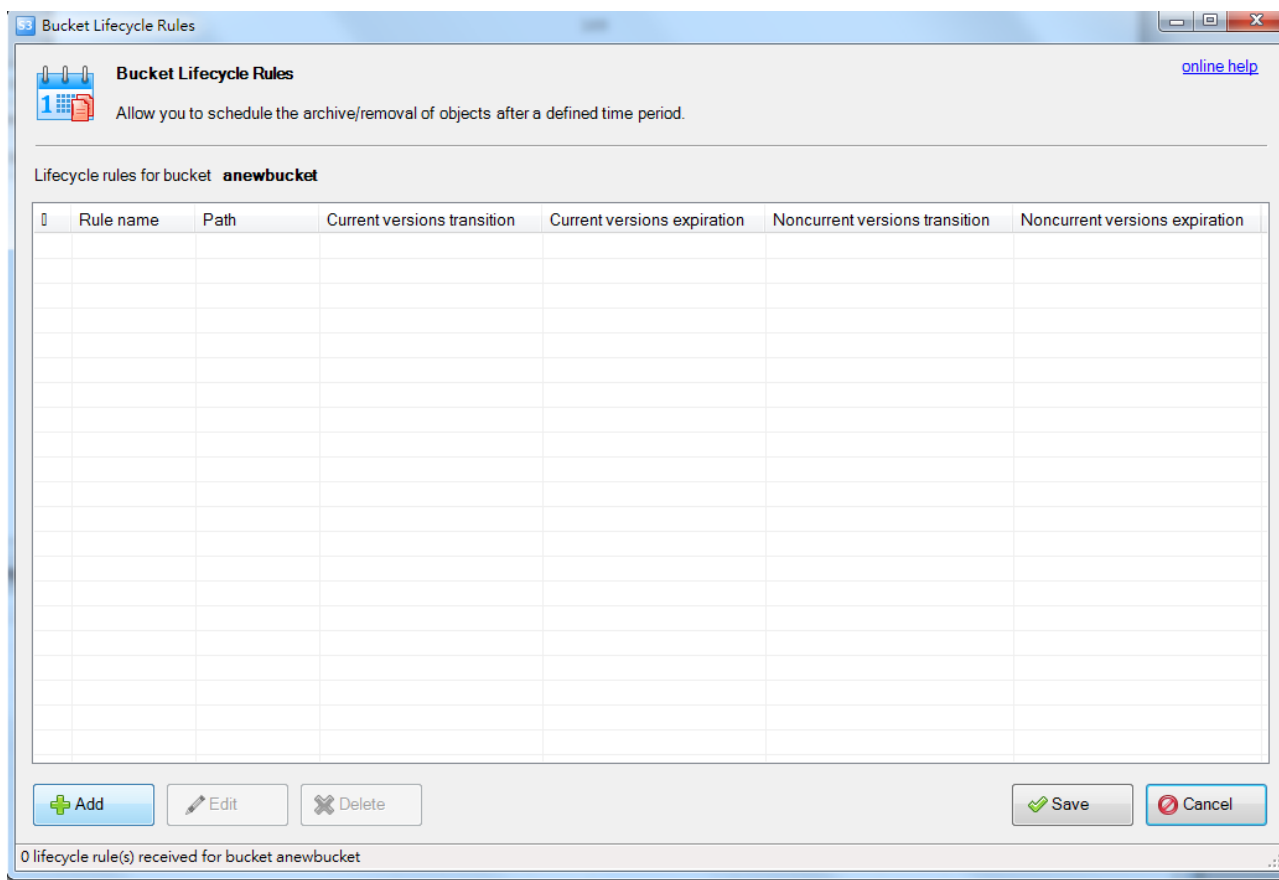 S3 Bucket Lifecycle Rules
Bucket Lifecycle Rules
online help
1
Allow you to schedule the archive/removal of objects after a defined time period.
Lifecycle rules for bucket anewbucket
Rule name Path Current versions transition Current versions expiration Noncurrent versions transition Noncurrent versions expiration
Add Edit Delete Save Cancel
0 lifecycle rule(s) received for bucket anewbucket